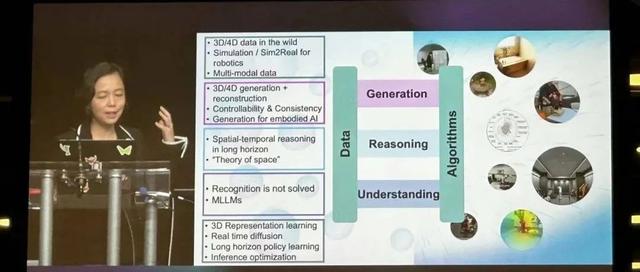 • 3D/4D data in the wild
• Simulation / Sim2Real for
robotics
• Multi-modal data
• 3D/4D generation +
reconstruction
• Controllability & Consistency
• Generation for embodied AI
• Spatial-temporal reasoning
in long horizon
• "Theory of space"
• Recognition is not solved
• MLLMs
• 3D Representation learning
• Real time diffusion
• Long horizon policy learning
• Inference optimization
Data
Generation
Reasoning
Understanding
Algorithms